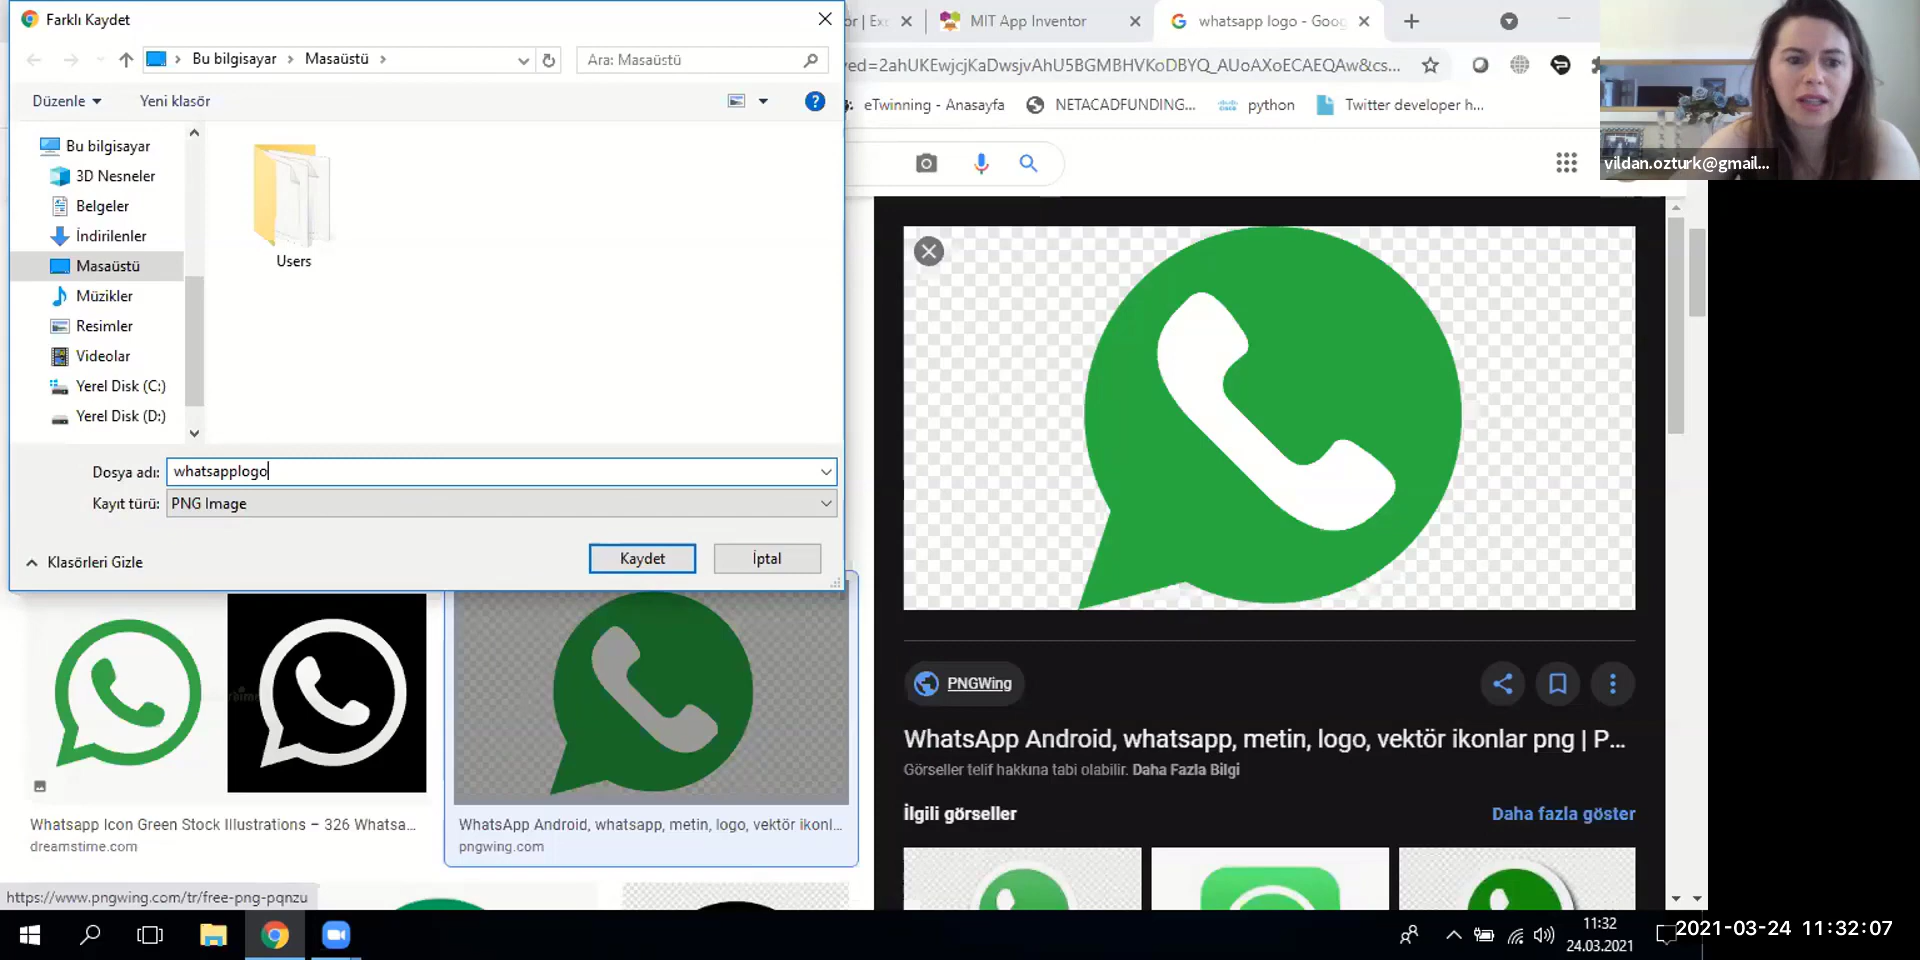 Farklı Kaydet
r | Ex
MIT App Inventor
whatsapp logo - Goog
Bu bilgisayar
Masaüstü
Ara: Masaüstü
ved=2ahUKEwjcjKaDwsjvAhU5BGMBHVKoDBYQ_AUoAXoECAEQAw&cs...
Düzenle
Yeni klasör
eTwinning - Anasayfa
NETACADFUNDING...
python
Twitter developer h...
Bu bilgisayar
3D Nesneler
Belgeler
İndirilenler
Masaüstü
Müzikler
Resimler
Videolar
Yerel Disk (C:)
Yerel Disk (D:)
Users
vildan.ozturk@gmail...
Dosya adı: whatsapplogo
Kayıt türü: PNG Image
Klasörleri Gizle
Kaydet
İptal
PNGWing
WhatsApp Android, whatsapp, metin, logo, vektör ikonlar png | P...
Görseller telif hakkına tabi olabilir. Daha Fazla Bilgi
İlgili görseller
Daha fazla göster
Whatsapp Icon Green Stock Illustrations – 326 Whatsa...
dreamstime.com
WhatsApp Android, whatsapp, metin, logo, vektör ikonl...
pngwing.com
https://www.pngwing.com/tr/free-png-pqnzu
11:32
24.03.2021
2021-03-24 11:32:07